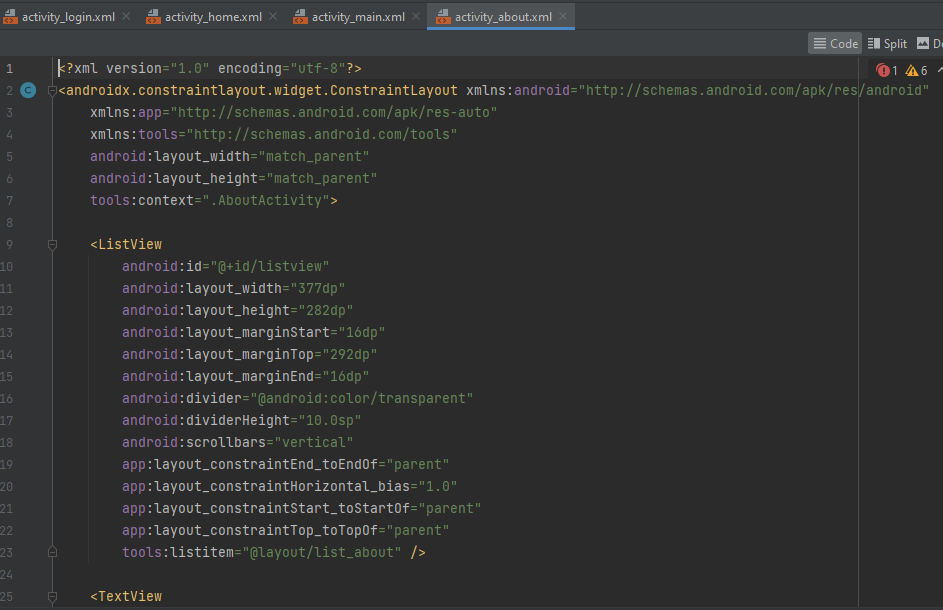 activity_login.xml activity_home.xml activity_main.xml activity_about.xml
Code Split
1 <?xml version="1.0" encoding="utf-8"?> 1 6
2 C <androidx.constraintlayout.widget.ConstraintLayout xmlns:android="http://schemas.android.com/apk/res/android"
3 xmlns:app="http://schemas.android.com/apk/res-auto"
4 xmlns:tools="http://schemas.android.com/tools"
5 android:layout_width="match_parent"
6 android:layout_height="match_parent"
7 tools:context=".AboutActivity">
8
9 <ListView
10 android:id="@+id/listview"
11 android:layout_width="377dp"
12 android:layout_height="282dp"
13 android:layout_marginStart="16dp"
14 android:layout_marginTop="292dp"
15 android:layout_marginEnd="16dp"
16 android:divider="@android:color/transparent"
17 android:dividerHeight="10.0sp"
18 android:scrollbars="vertical"
19 app:layout_constraintEnd_toEndOf="parent"
20 app:layout_constraintHorizontal_bias="1.0"
21 app:layout_constraintStart_toStartOf="parent"
22 app:layout_constraintTop_toTopOf="parent"
23 tools:listitem="@layout/list_about" />
24
25 <TextView